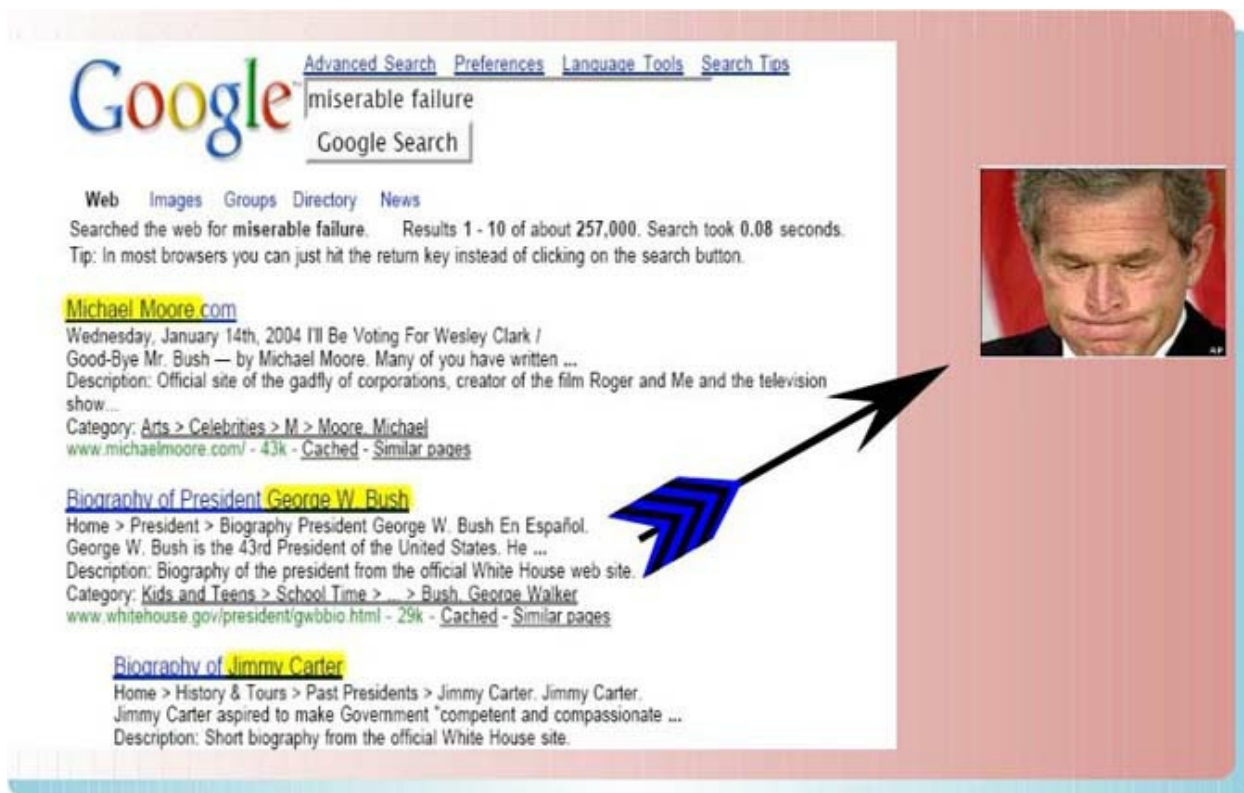 Google™
Advanced Search Preferences Language Tools Search Tips
miserable failure
Google Search
Web Images Groups Directory News
Searched the web for miserable failure. Results 1 - 10 of about 257,000. Search took 0.08 seconds.
Tip: In most browsers you can just hit the return key instead of clicking on the search button.
Michael Moore.com
Wednesday, January 14th, 2004 I'll Be Voting For Wesley Clark /
Good-Bye Mr. Bush — by Michael Moore. Many of you have written ...
Description: Official site of the gadfly of corporations, creator of the film Roger and Me and the television
show...
Category: Arts > Celebrities > M > Moore, Michael
www.michaelmoore.com/ - 43k - Cached - Similar pages
Biography of President George W. Bush
Home > President > Biography President George W. Bush En Español.
George W. Bush is the 43rd President of the United States. He ...
Description: Biography of the president from the official White House web site.
Category: Kids and Teens > School Time > ... > Bush, George Walker
www.whitehouse.gov/president/gwbbio.html - 29k - Cached - Similar pages
Biography of Jimmy Carter
Home > History & Tours > Past Presidents > Jimmy Carter. Jimmy Carter.
Jimmy Carter aspired to make Government "competent and compassionate ...
Description: Short biography from the official White House site.
AP